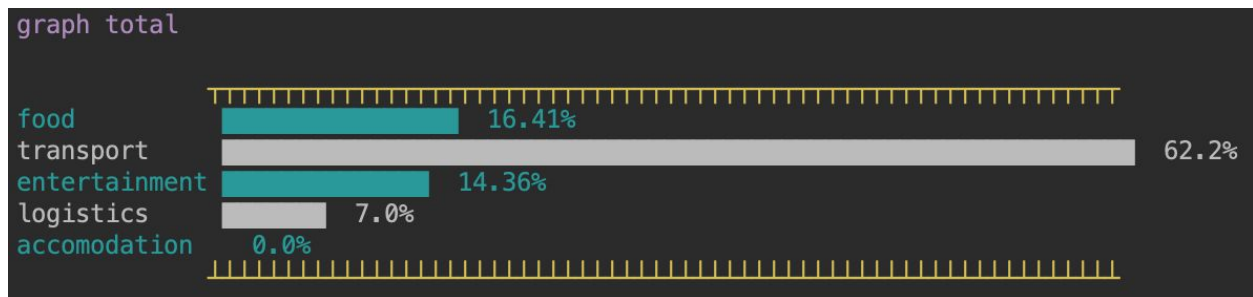 graph total
food 16.41%
transport 62.2%
entertainment 14.36%
logistics 7.0%
accomodation 0.0%